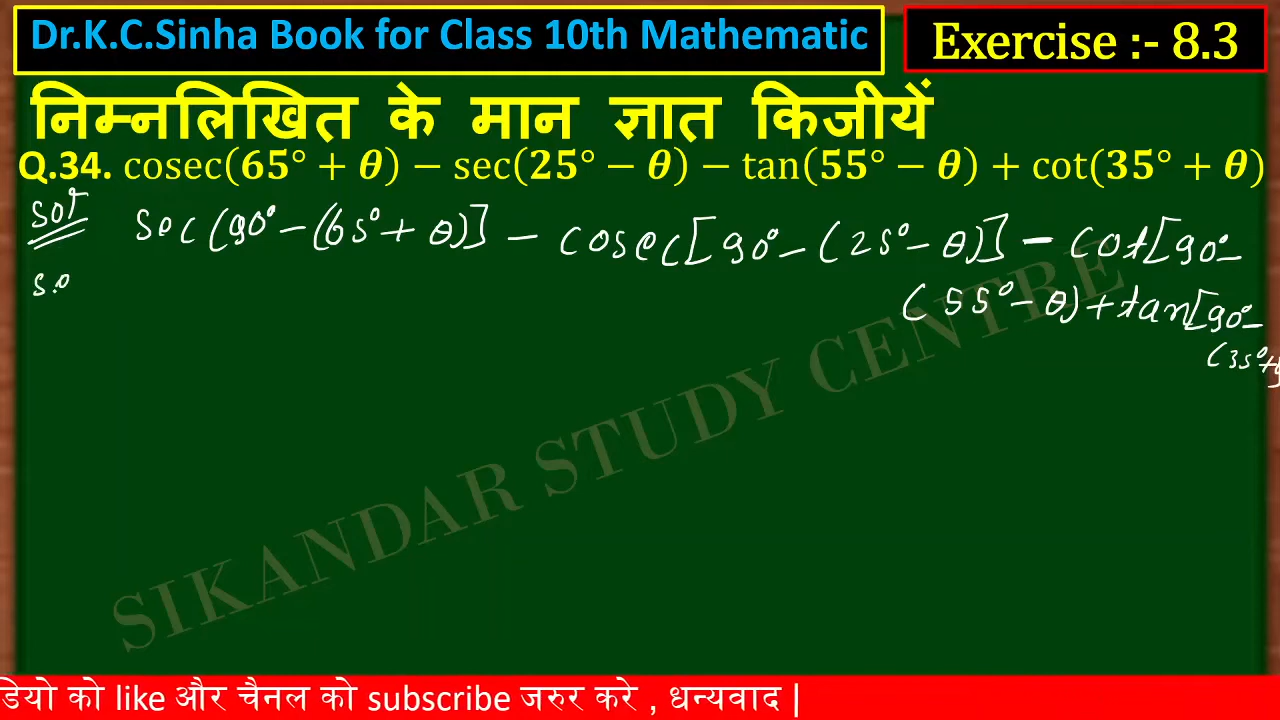 Dr.K.C.Sinha Book for Class 10th Mathematic
Exercise :- 8.3
निम्नलिखित के मान ज्ञात किजीयें
Q.34. cosec(65° + θ) − sec(25° − θ) − tan(55° − θ) + cot(35° + θ)
Sol
sec(90° − (65° + θ)] − cosec[90° − (25° − θ)] − cot[90° −
(55° − θ) + tan[90° −
(35° + θ)
SIKANDAR STUDY CENTRE
डियो को like और चैनल को subscribe जरुर करे , धन्यवाद |